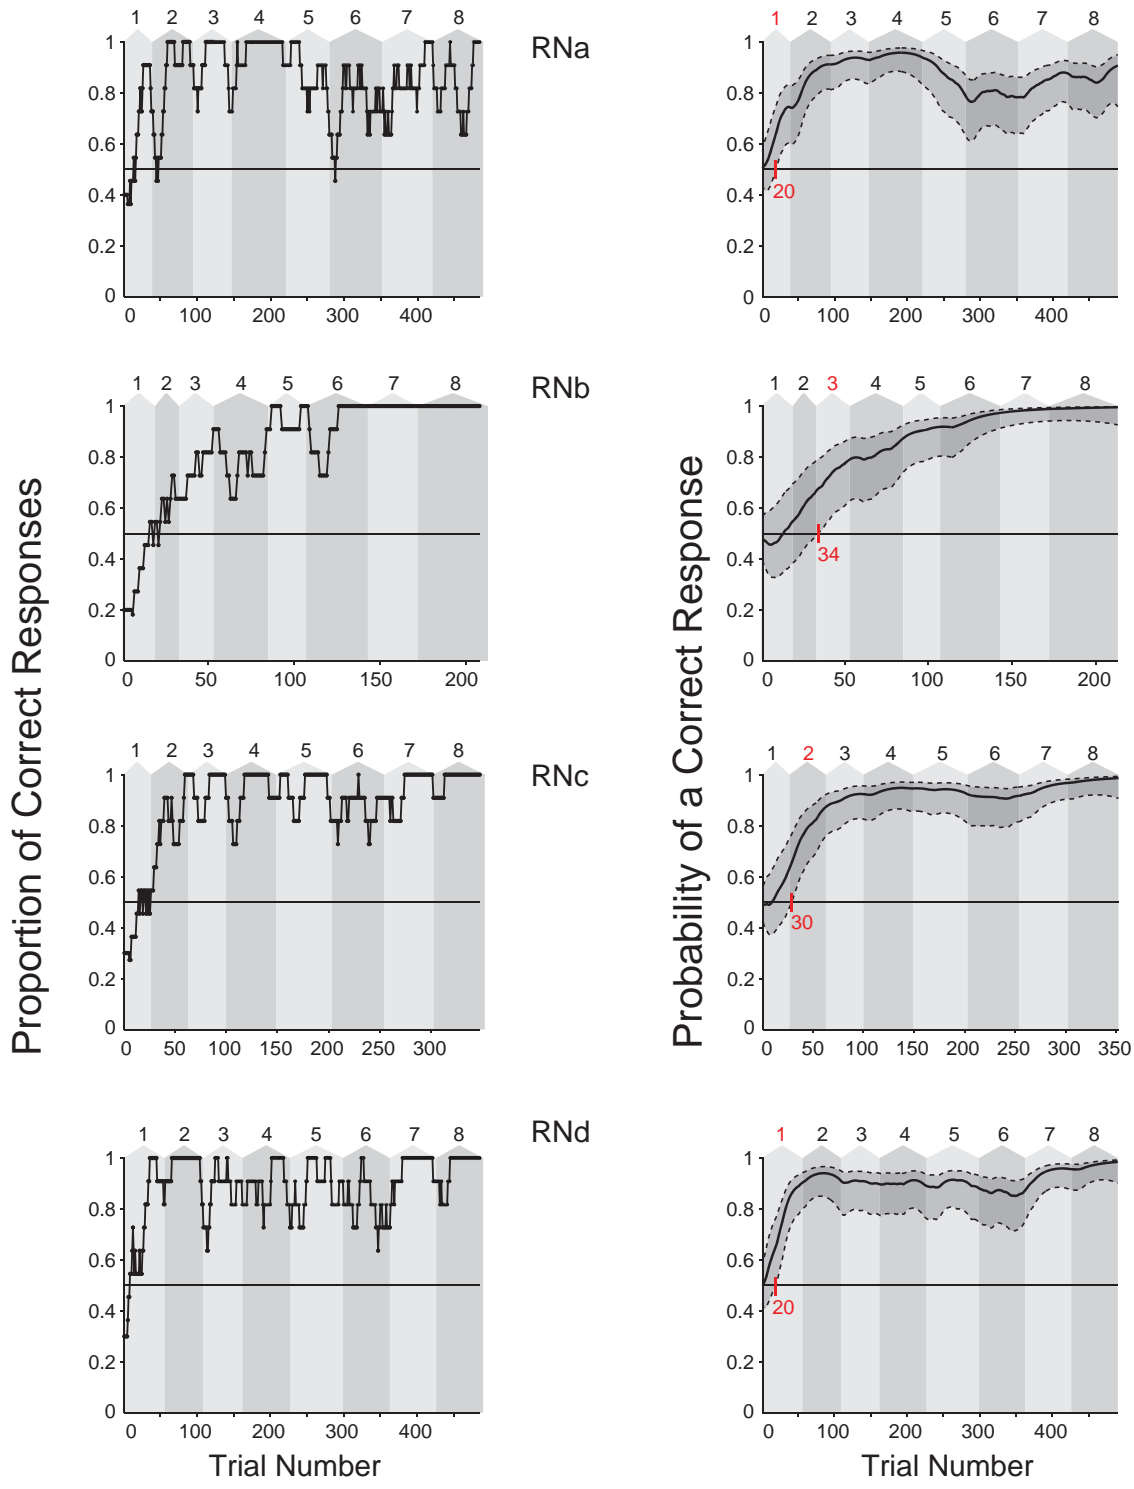 1 2 3 4 5 6 7 8
RNa
1 2 3 4 5 6 7 8
1
0.8
0.6
0.4
0.2
0
0 100 200 300 400
1
0.8
0.6
0.4
0.2
0
20
0 100 200 300 400
1 2 3 4 5 6 7 8
RNb
1 2 3 4 5 6 7 8
1
0.8
0.6
0.4
0.2
0
0 50 100 150 200
1
0.8
0.6
0.4
0.2
0
34
0 50 100 150 200
Proportion of Correct Responses
Probability of a Correct Response
1 2 3 4 5 6 7 8
RNc
1 2 3 4 5 6 7 8
1
0.8
0.6
0.4
0.2
0
0 50 100 150 200 250 300
1
0.8
0.6
0.4
0.2
0
30
0 50 100 150 200 250 300 350
1 2 3 4 5 6 7 8
RNd
1 2 3 4 5 6 7 8
1
0.8
0.6
0.4
0.2
0
0 100 200 300 400
Trial Number
1
0.8
0.6
0.4
0.2
0
20
0 100 200 300 400
Trial Number